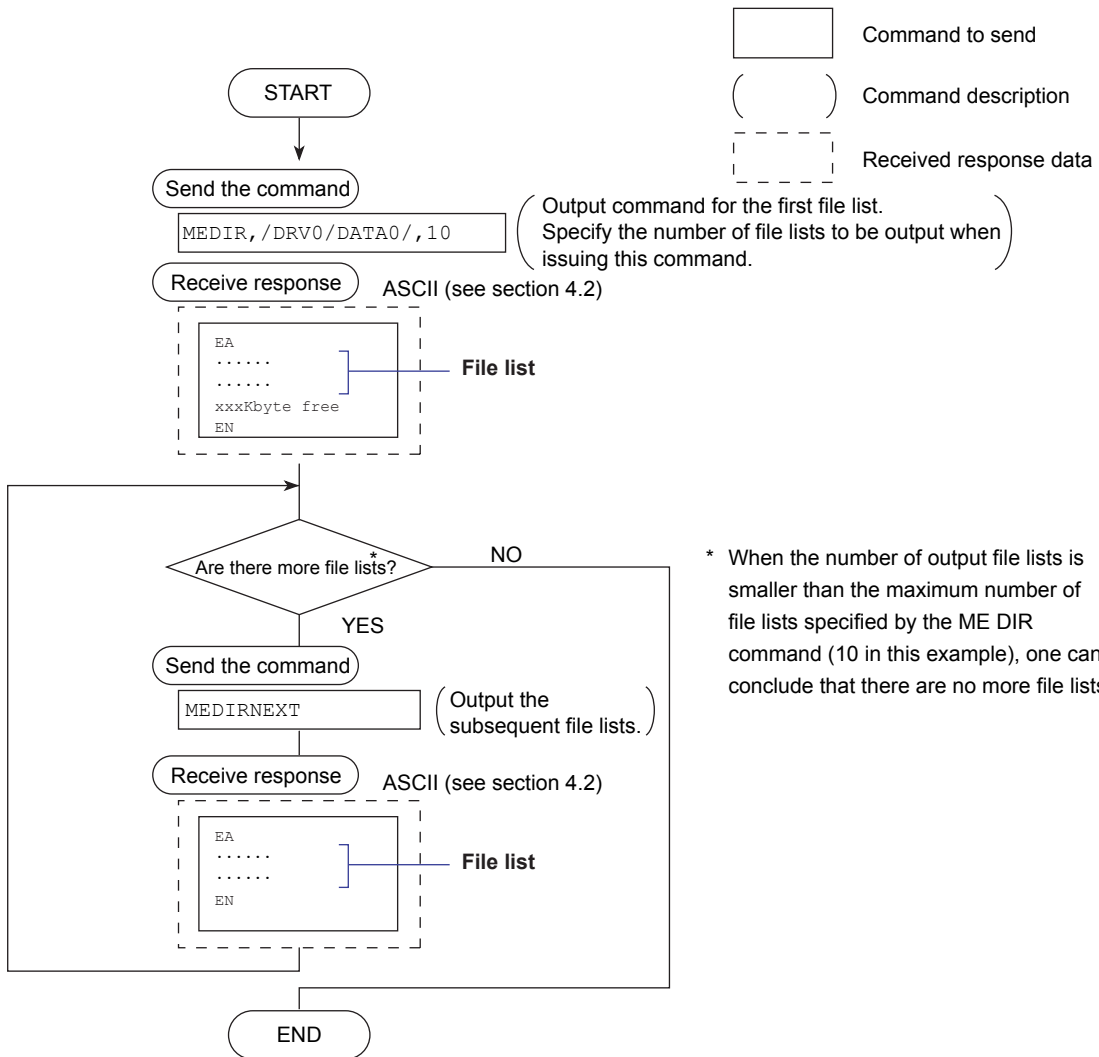 Command to send
Command description
Received response data
START
Send the command
MEDIR,/DRV0/DATA0/,10
Output command for the first file list.
Specify the number of file lists to be output when
issuing this command.
Receive response
ASCII (see section 4.2)
EA
......
......
xxxKbyte free
EN
File list
Are there more file lists?*
NO
YES
* When the number of output file lists is
smaller than the maximum number of
file lists specified by the ME DIR
command (10 in this example), one can
conclude that there are no more file lists
Send the command
MEDIRNEXT
Output the
subsequent file lists.
Receive response
ASCII (see section 4.2)
EA
......
......
EN
File list
END